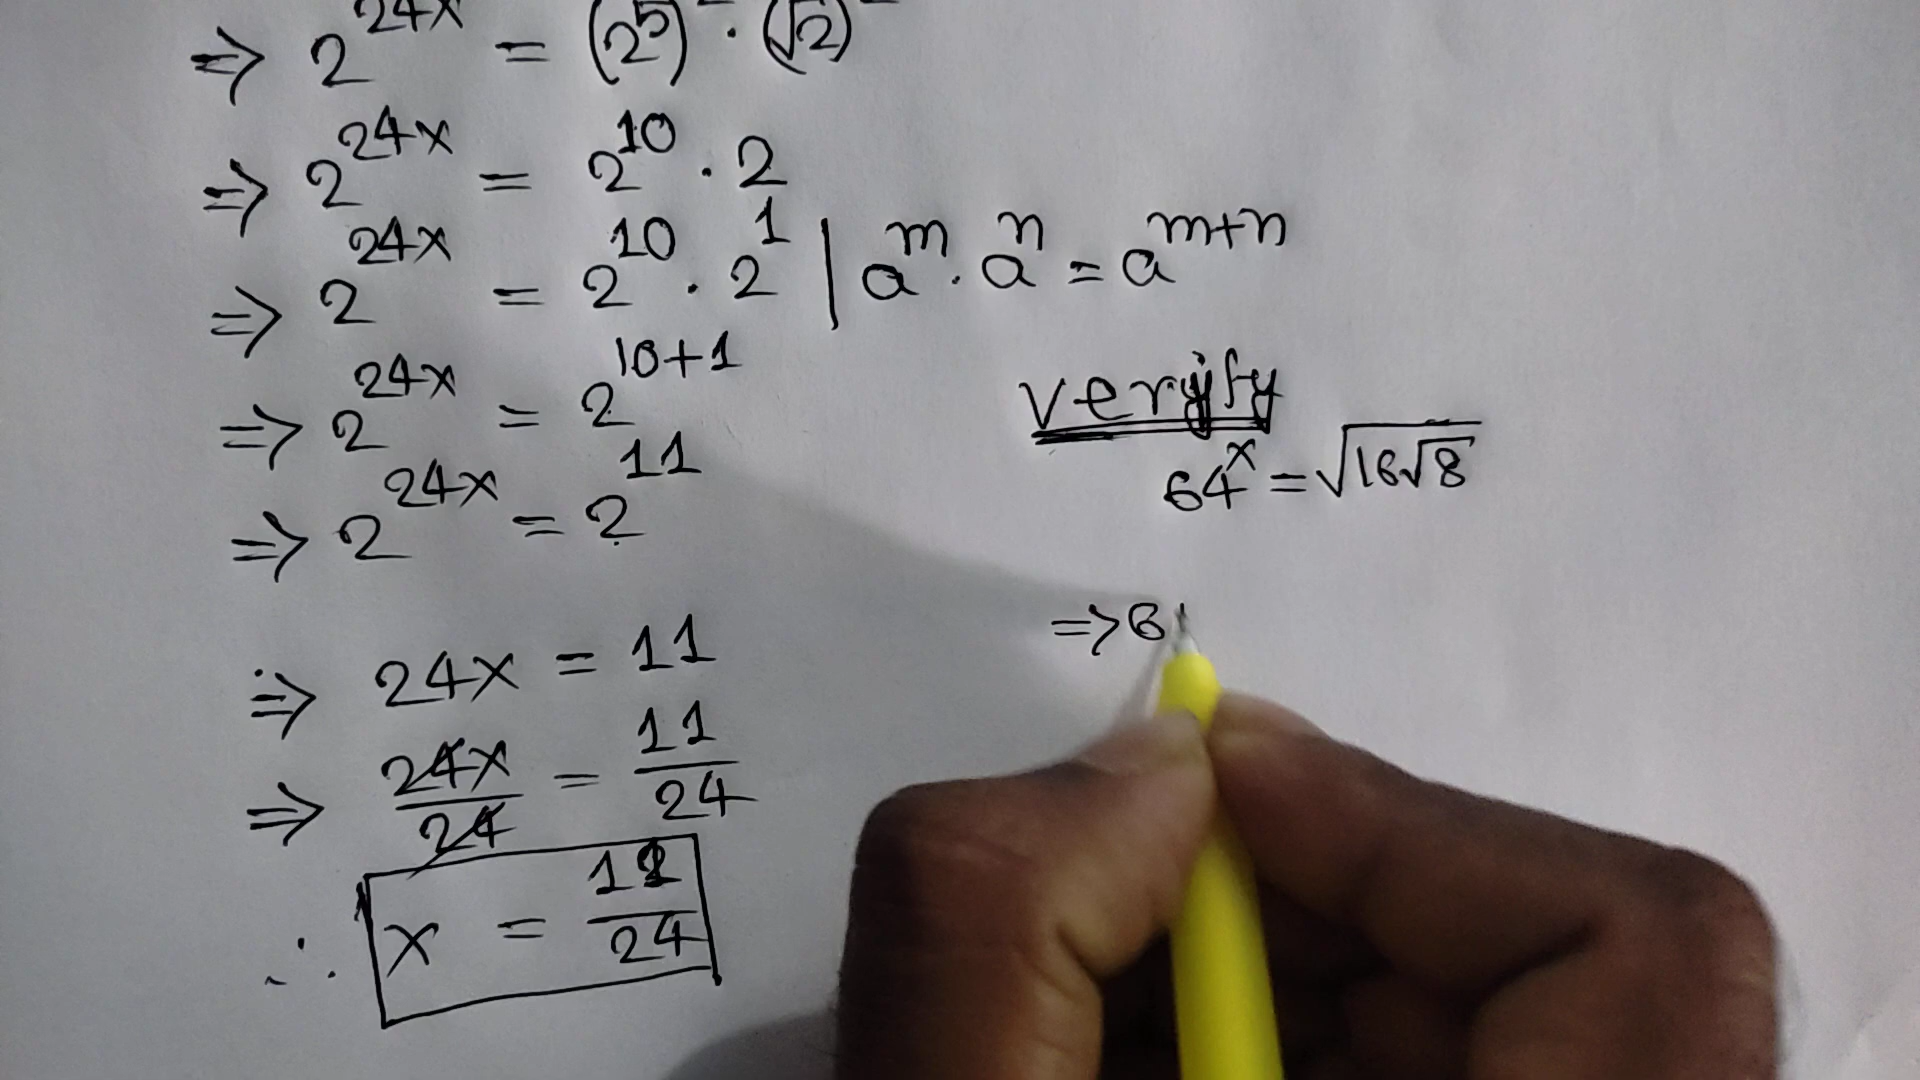 ⇒ 2^24x = (2^5) · (√2)
⇒ 2^24x = 2^10 · 2
⇒ 2^24x = 2^10 · 2^1 | a^m · a^n = a^m+n
⇒ 2^24x = 2^10+1
⇒ 2^24x = 2^11
⇒ 24x = 11
⇒ 24x/24 = 11/24
∴ x = 11/24
verify
64^x = √16√8
⇒ 6